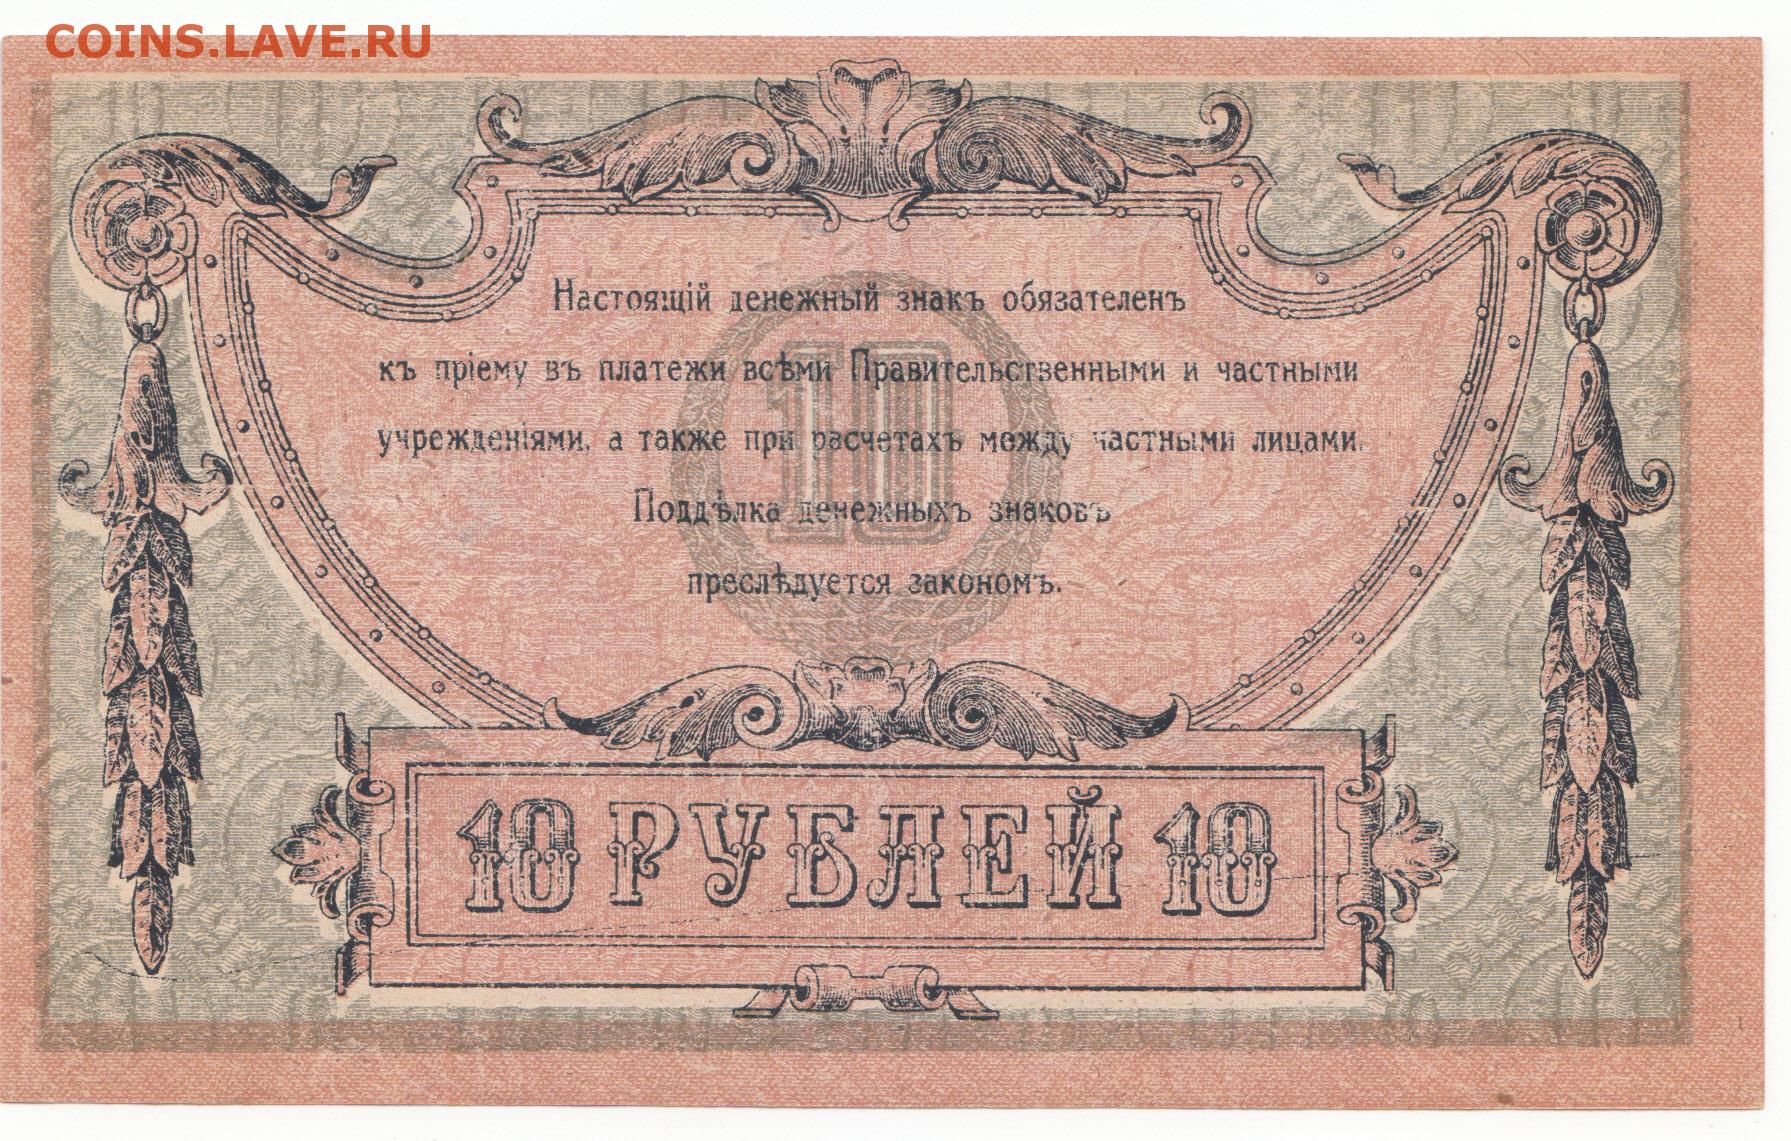 COINS.LAVE.RU
Настоящій денежный знакъ обязателенъ
къ пріему въ платежи всѣми Правительственными и частными
учрежденіями, а также при расчетахъ между частными лицами.
Поддѣлка денежныхъ знаковъ
преслѣдуется закономъ.
10
10 РУБЛЕЙ 10